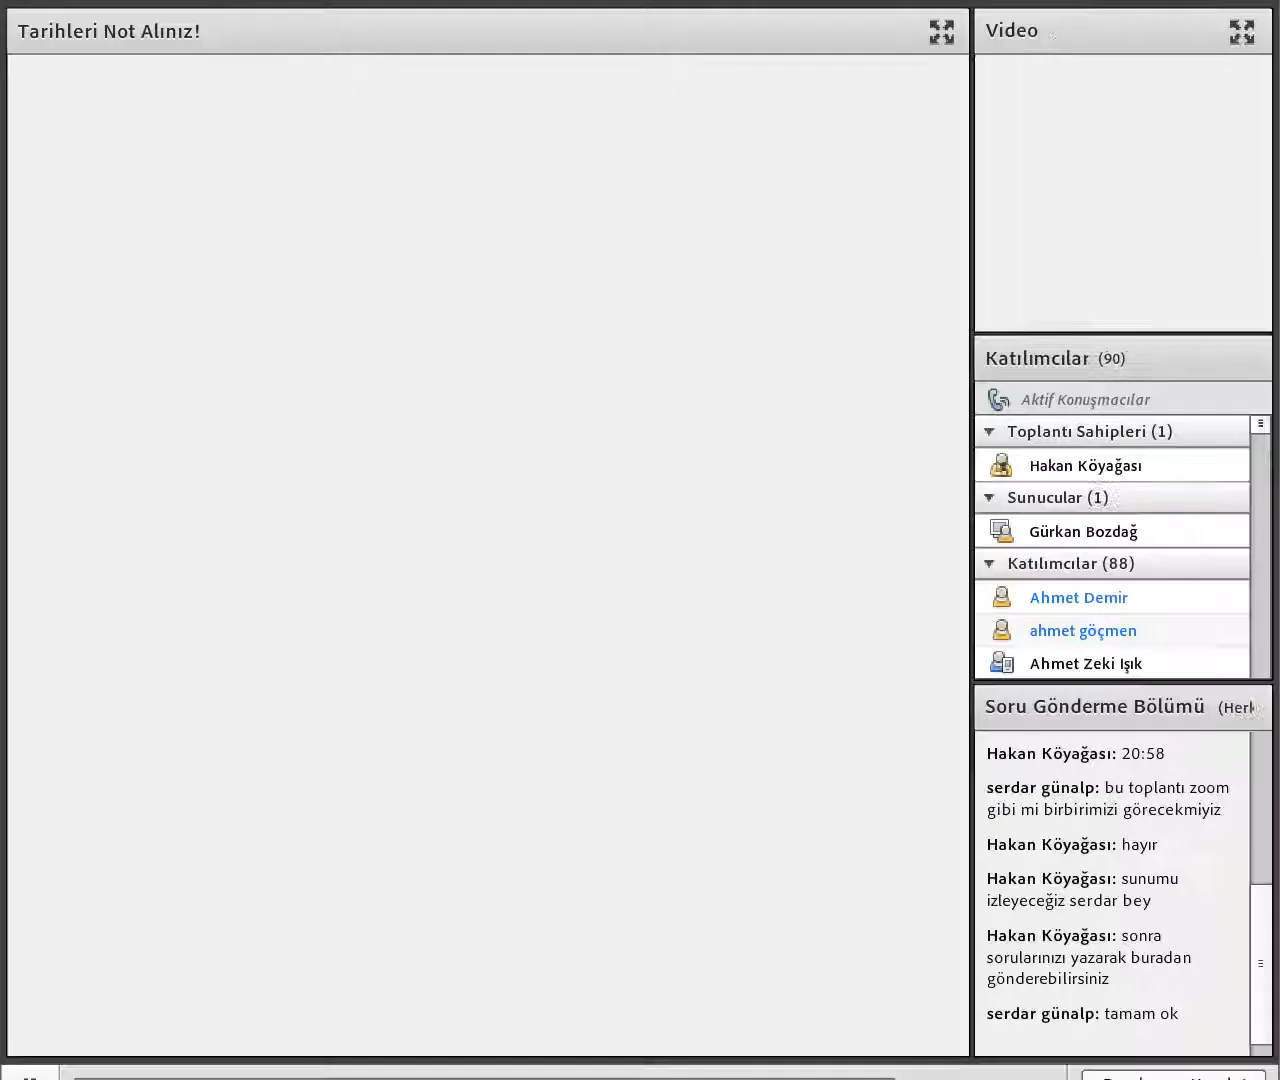 Tarihleri Not Alınız!
Video
Katılımcılar (90)
Aktif Konuşmacılar
Toplantı Sahipleri (1)
Hakan Köyağası
Sunucular (1)
Gürkan Bozdağ
Katılımcılar (88)
Ahmet Demir
ahmet göçmen
Ahmet Zeki Işık
Soru Gönderme Bölümü (Herk
Hakan Köyağası: 20:58
serdar günalp: bu toplantı zoom
gibi mi birbirimizi görecekmiyiz
Hakan Köyağası: hayır
Hakan Köyağası: sunumu
izleyeceğiz serdar bey
Hakan Köyağası: sonra
sorularınızı yazarak buradan
gönderebilirsiniz
serdar günalp: tamam ok